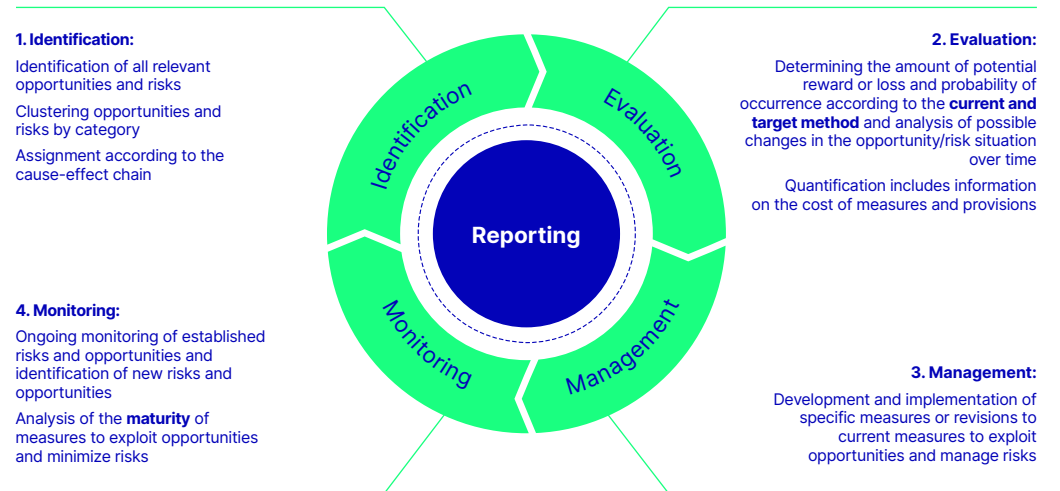 1. Identification:
Identification of all relevant
opportunities and risks
Clustering opportunities and
risks by category
Assignment according to the
cause-effect chain
2. Evaluation:
Determining the amount of potential
reward or loss and probability of
occurrence according to the current and
target method and analysis of possible
changes in the opportunity/risk situation
over time
Quantification includes information
on the cost of measures and provisions
Identification
Evaluation
Reporting
Monitoring
Management
4. Monitoring:
Ongoing monitoring of established
risks and opportunities and
identification of new risks and
opportunities
Analysis of the maturity of
measures to exploit opportunities
and minimize risks
3. Management:
Development and implementation of
specific measures or revisions to
current measures to exploit
opportunities and manage risks